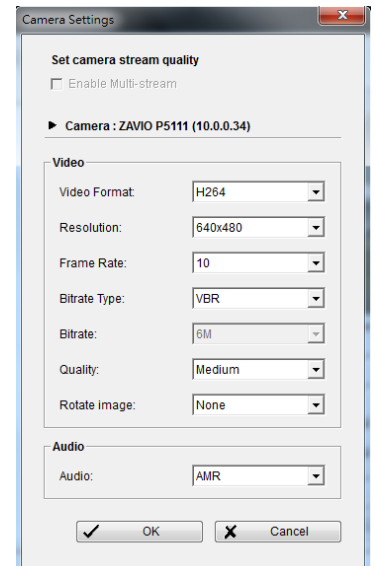 Camera Settings
Set camera stream quality
Enable Multi-stream
Camera : ZAVIO P5111 (10.0.0.34)
Video
Video Format: H264
Resolution: 640x480
Frame Rate: 10
Bitrate Type: VBR
Bitrate: 6M
Quality: Medium
Rotate image: None
Audio
Audio: AMR
OK Cancel